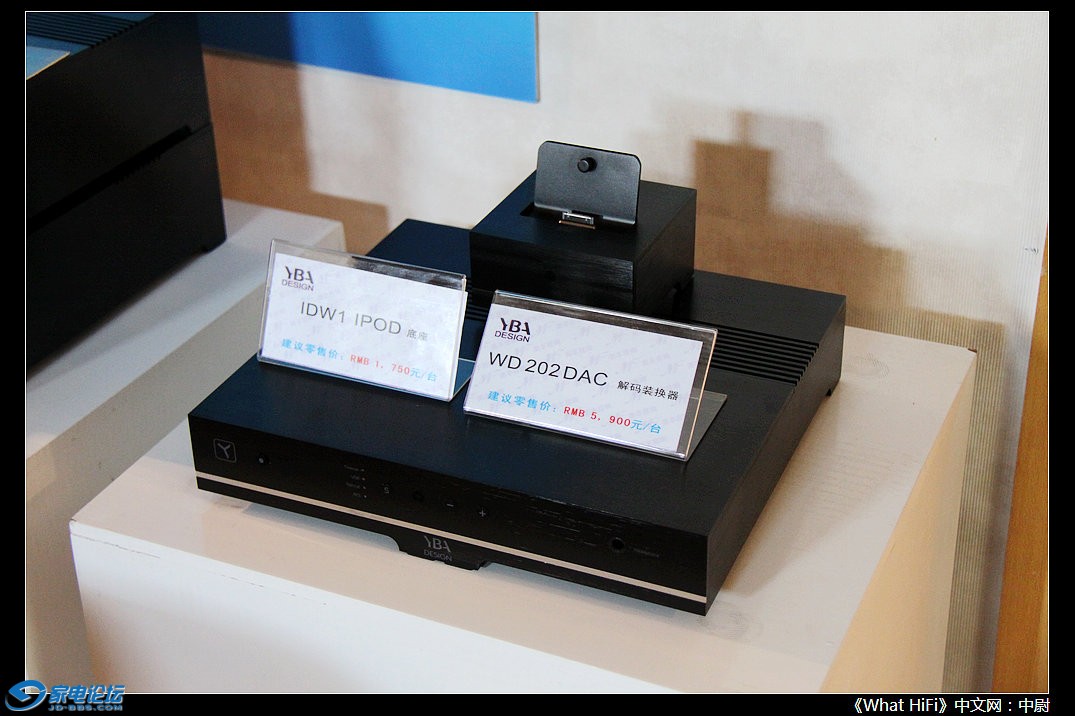 YBA
DESIGN
IDW1 IPOD 底座
建议零售价：RMB 1，750元/台
YBA
DESIGN
WD 202DAC 解码装换器
建议零售价：RMB 5，900元/台
YBA
DESIGN
家电论坛
JD-BBS.COM
《What HiFi》中文网：中尉